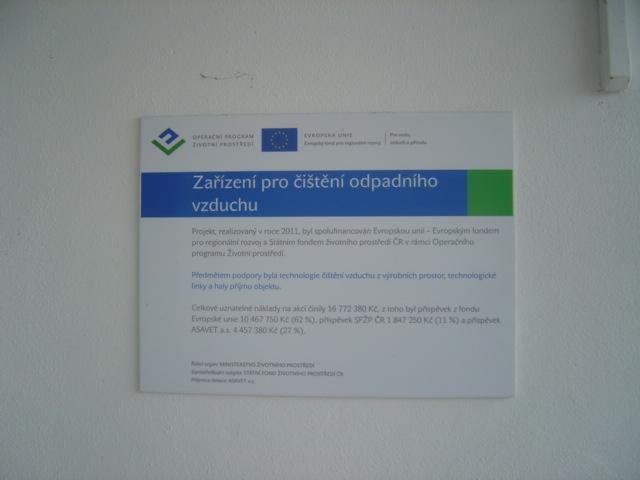 OPERAČNÍ PROGRAM
ŽIVOTNÍ PROSTŘEDÍ
EVROPSKÁ UNIE
Evropský fond pro regionální rozvoj
Pro vodu,
vzduch a přírodu
Zařízení pro čištění odpadního
vzduchu
Projekt, realizovaný v roce 2011, byl spolufinancován Evropskou unií – Evropským fondem
pro regionální rozvoj a Státním fondem životního prostředí ČR v rámci Operačního
programu Životní prostředí.
Předmětem podpory byla technologie čištění vzduchu z výrobních prostor, technologické
linky a haly příjmu objektu.
Celkové uznatelné náklady na akci činily 16 772 380 Kč, z toho byl příspěvek z fondu
Evropské unie 10 467 750 Kč (62 %), příspěvek SFŽP ČR 1 847 250 Kč (11 %) a příspěvek
ASAVET a.s. 4 457 380 Kč (27 %).
Řídící orgán: MINISTERSTVO ŽIVOTNÍHO PROSTŘEDÍ
Zprostředkující subjekt: STÁTNÍ FOND ŽIVOTNÍHO PROSTŘEDÍ ČR
Příjemce dotace: ASAVET a.s.